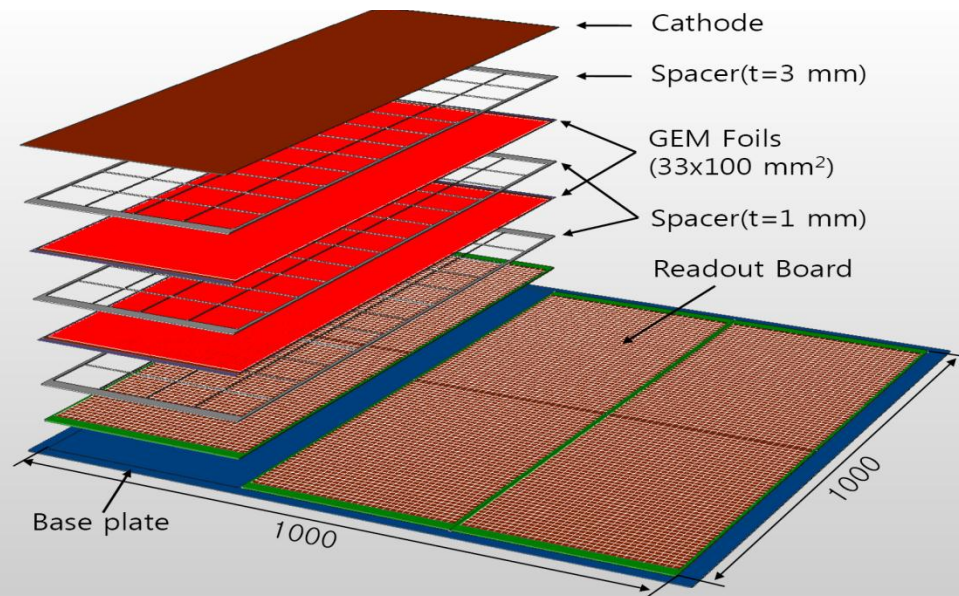 Cathode
Spacer(t=3 mm)
GEM Foils
(33x100 mm²)
Spacer(t=1 mm)
Readout Board
Base plate
1000
1000